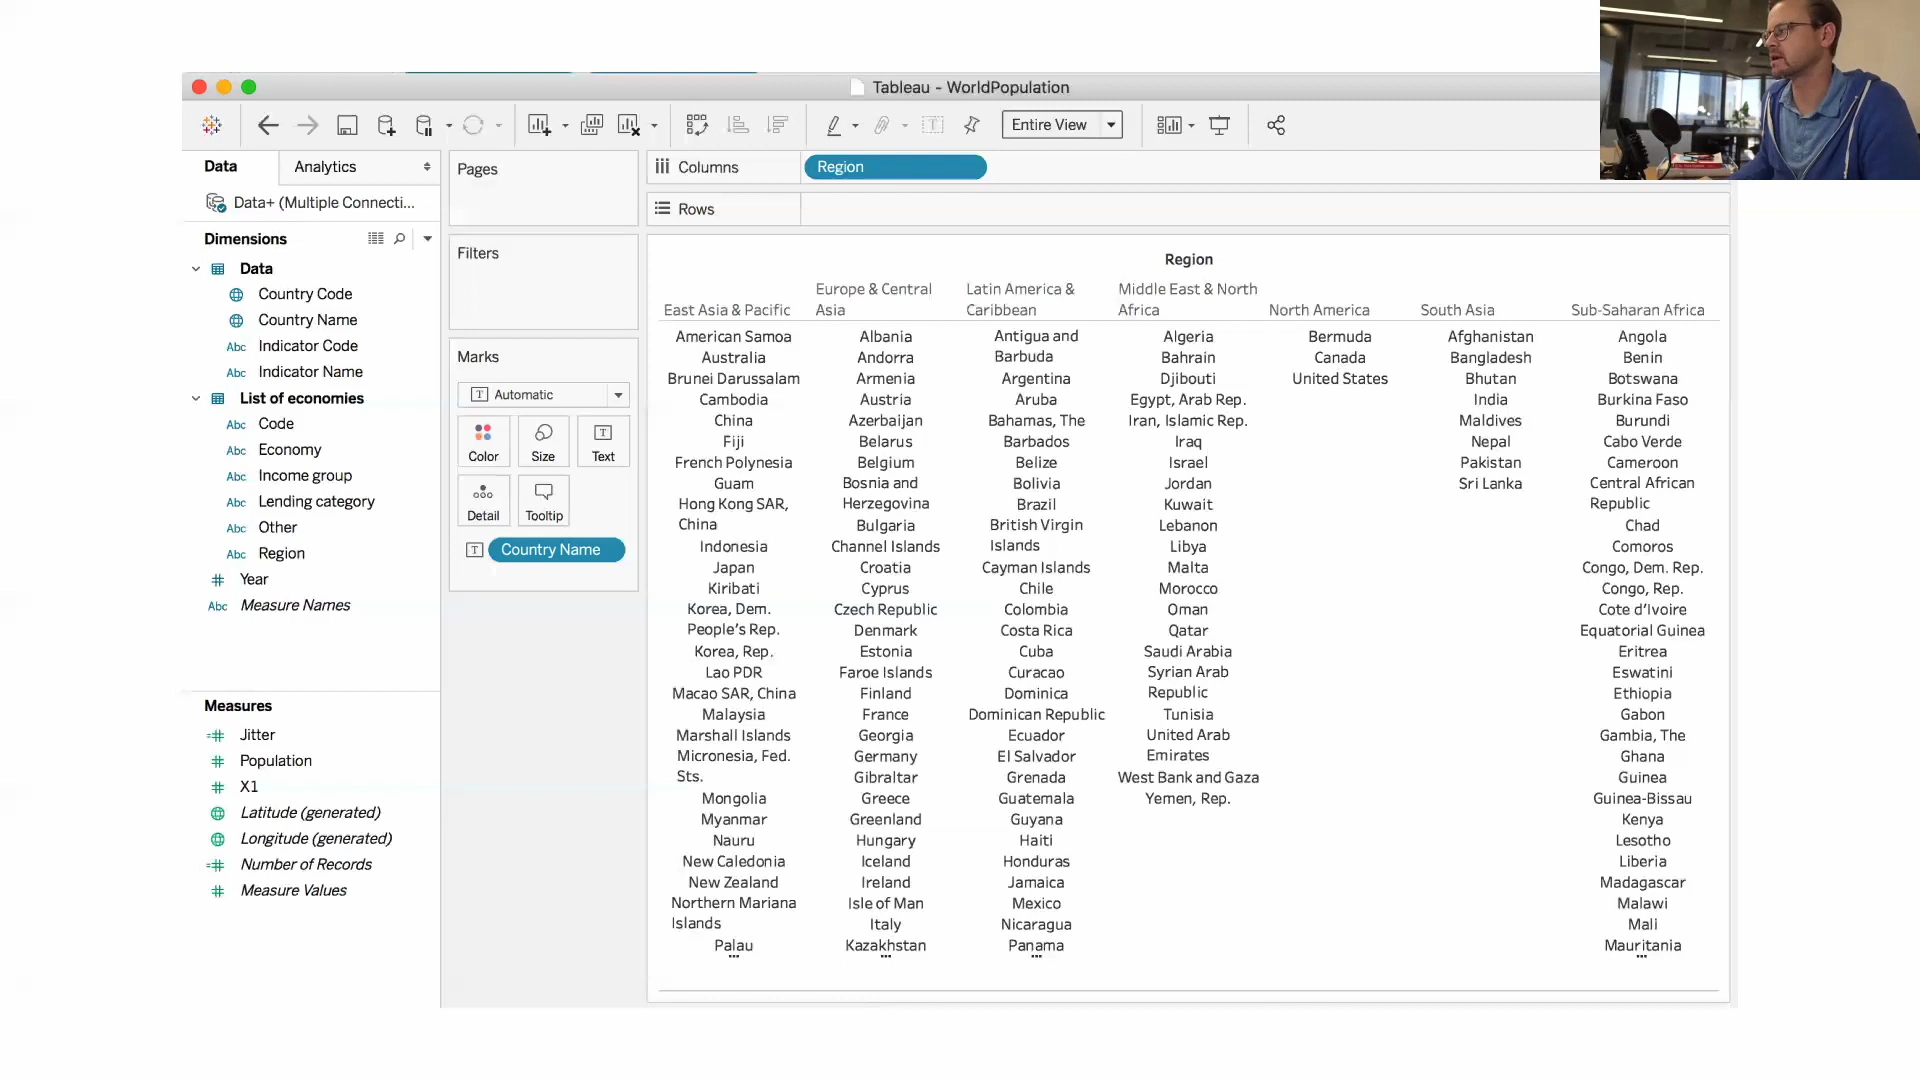 Tableau - WorldPopulation
Entire View
Data
Analytics
Data+ (Multiple Connecti...
Dimensions
Data
Country Code
Country Name
Abc Indicator Code
Abc Indicator Name
List of economies
Abc Code
Abc Economy
Abc Income group
Abc Lending category
Abc Other
Abc Region
# Year
Abc Measure Names
Measures
=# Jitter
# Population
# X1
Latitude (generated)
Longitude (generated)
=# Number of Records
# Measure Values
Pages
Filters
Marks
T Automatic
Color
Size
T
Text
Detail
Tooltip
T Country Name
Columns
Region
Rows
Region
East Asia & Pacific
American Samoa
Australia
Brunei Darussalam
Cambodia
China
Fiji
French Polynesia
Guam
Hong Kong SAR,
China
Indonesia
Japan
Kiribati
Korea, Dem.
People’s Rep.
Korea, Rep.
Lao PDR
Macao SAR, China
Malaysia
Marshall Islands
Micronesia, Fed.
Sts.
Mongolia
Myanmar
Nauru
New Caledonia
New Zealand
Northern Mariana
Islands
Palau
...
Europe & Central
Asia
Albania
Andorra
Armenia
Austria
Azerbaijan
Belarus
Belgium
Bosnia and
Herzegovina
Bulgaria
Channel Islands
Croatia
Cyprus
Czech Republic
Denmark
Estonia
Faroe Islands
Finland
France
Georgia
Germany
Gibraltar
Greece
Greenland
Hungary
Iceland
Ireland
Isle of Man
Italy
Kazakhstan
...
Latin America &
Caribbean
Antigua and
Barbuda
Argentina
Aruba
Bahamas, The
Barbados
Belize
Bolivia
Brazil
British Virgin
Islands
Cayman Islands
Chile
Colombia
Costa Rica
Cuba
Curacao
Dominica
Dominican Republic
Ecuador
El Salvador
Grenada
Guatemala
Guyana
Haiti
Honduras
Jamaica
Mexico
Nicaragua
Panama
...
Middle East & North
Africa
Algeria
Bahrain
Djibouti
Egypt, Arab Rep.
Iran, Islamic Rep.
Iraq
Israel
Jordan
Kuwait
Lebanon
Libya
Malta
Morocco
Oman
Qatar
Saudi Arabia
Syrian Arab
Republic
Tunisia
United Arab
Emirates
West Bank and Gaza
Yemen, Rep.
North America
Bermuda
Canada
United States
South Asia
Afghanistan
Bangladesh
Bhutan
India
Maldives
Nepal
Pakistan
Sri Lanka
Sub-Saharan Africa
Angola
Benin
Botswana
Burkina Faso
Burundi
Cabo Verde
Cameroon
Central African
Republic
Chad
Comoros
Congo, Dem. Rep.
Congo, Rep.
Cote d’Ivoire
Equatorial Guinea
Eritrea
Eswatini
Ethiopia
Gabon
Gambia, The
Ghana
Guinea
Guinea-Bissau
Kenya
Lesotho
Liberia
Madagascar
Malawi
Mali
Mauritania
...